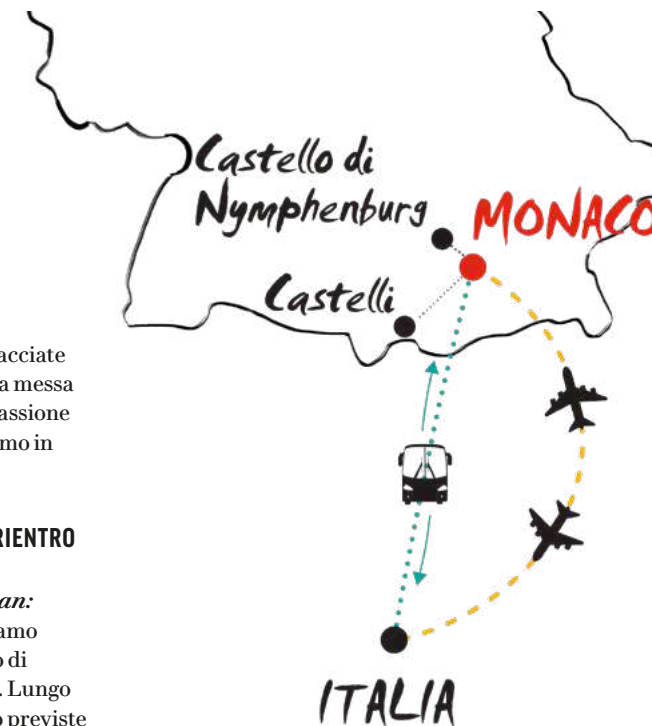 Castello di
Nymphenburg
MONACO
Castelli
acciate
a messa
assione
mo in
RIENTRO
an:
amo
o di
. Lungo
o previste
ITALIA